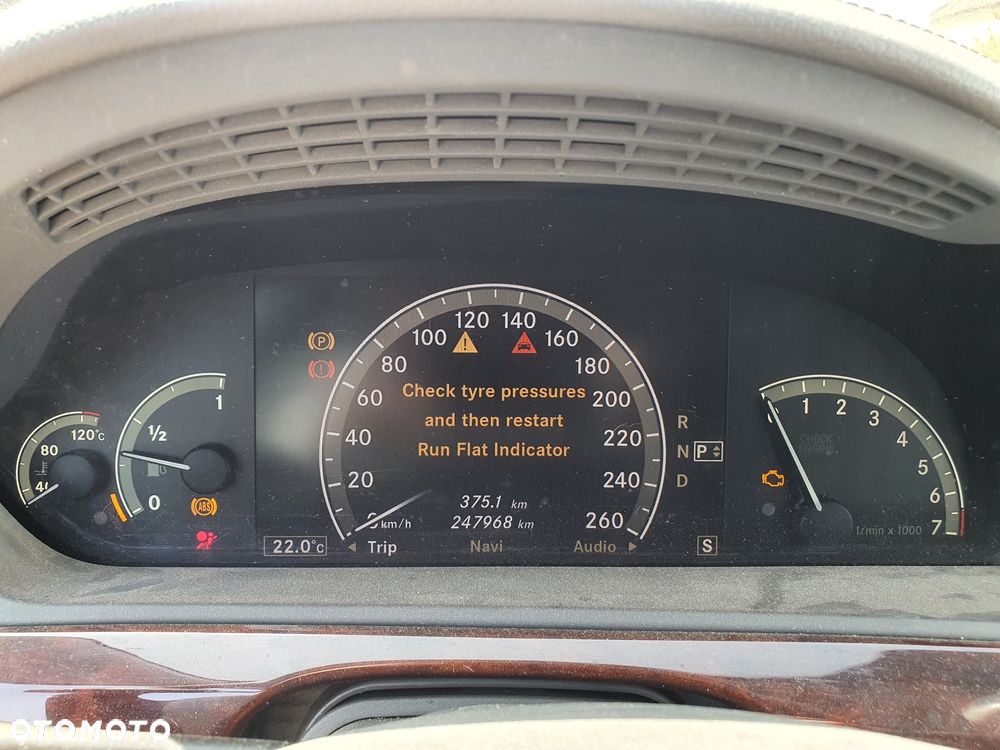 120 140
100 160
80 180
60 200
40 220
20 240
0 km/h 260
P
!
!
Check tyre pressures
and then restart
Run Flat Indicator
375.1 km
247968 km
22.0°C
Trip Navi Audio
S
R
N P
D
120°C
80
40
1
1/2
0
ABS
1 2 3 4 5 6 7
CHECK
ENGINE
1/min x 1000
OTOMOTO